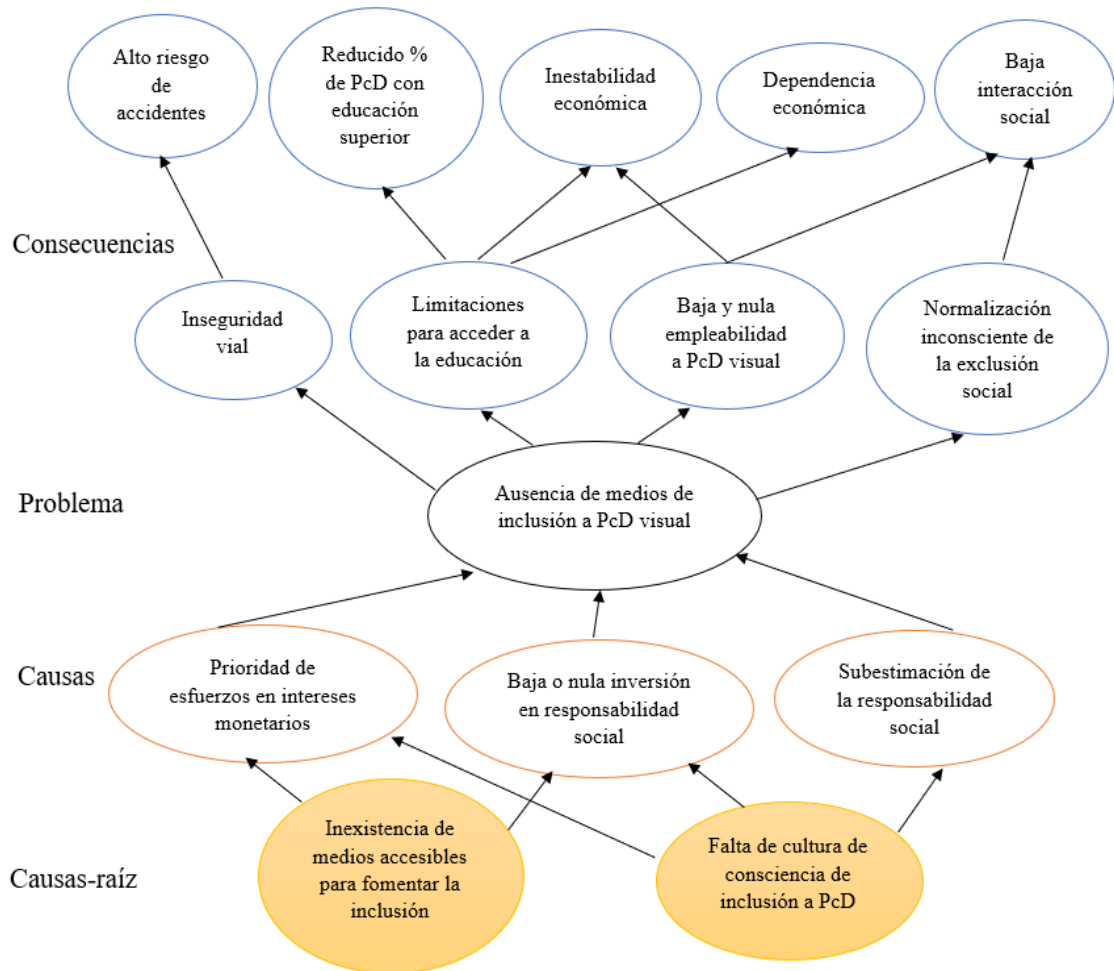 Alto riesgo
de
accidentes
Reducido %
de PcD con
educación
superior
Inestabilidad
económica
Dependencia
económica
Baja
interacción
social
Consecuencias
Inseguridad
vial
Limitaciones
para acceder a
la educación
Baja y nula
empleabilidad
a PcD visual
Normalización
inconsciente de
la exclusión
social
Problema
Ausencia de medios de
inclusión a PcD visual
Causas
Prioridad de
esfuerzos en intereses
monetarios
Baja o nula inversión
en responsabilidad
social
Subestimación de
la responsabilidad
social
Causas-raíz
Inexistencia de
medios accesibles
para fomentar la
inclusión
Falta de cultura de
consciencia de
inclusión a PcD